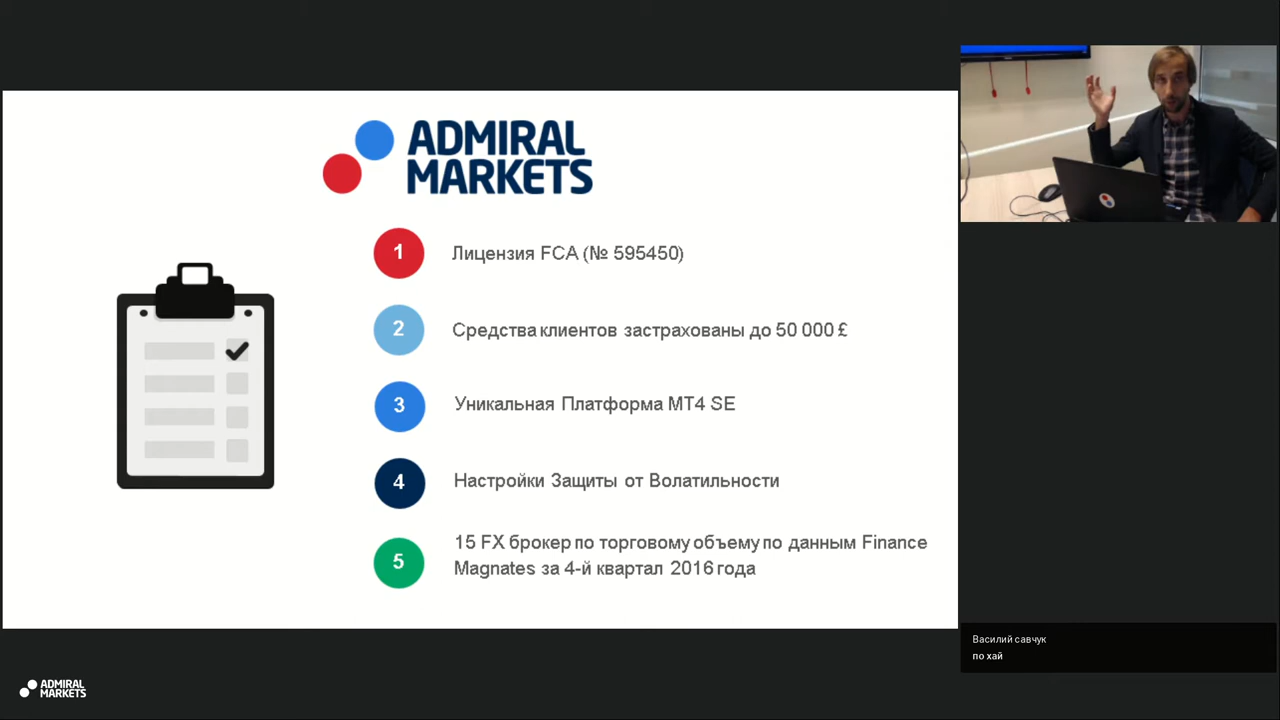 ADMIRAL
MARKETS
1 Лицензия FCA (№ 595450)
2 Средства клиентов застрахованы до 50 000 £
3 Уникальная Платформа MT4 SE
4 Настройки Защиты от Волатильности
5 15 FX брокер по торговому объему по данным Finance
Magnates за 4-й квартал 2016 года
Василий савчук
по хай
ADMIRAL
MARKETS